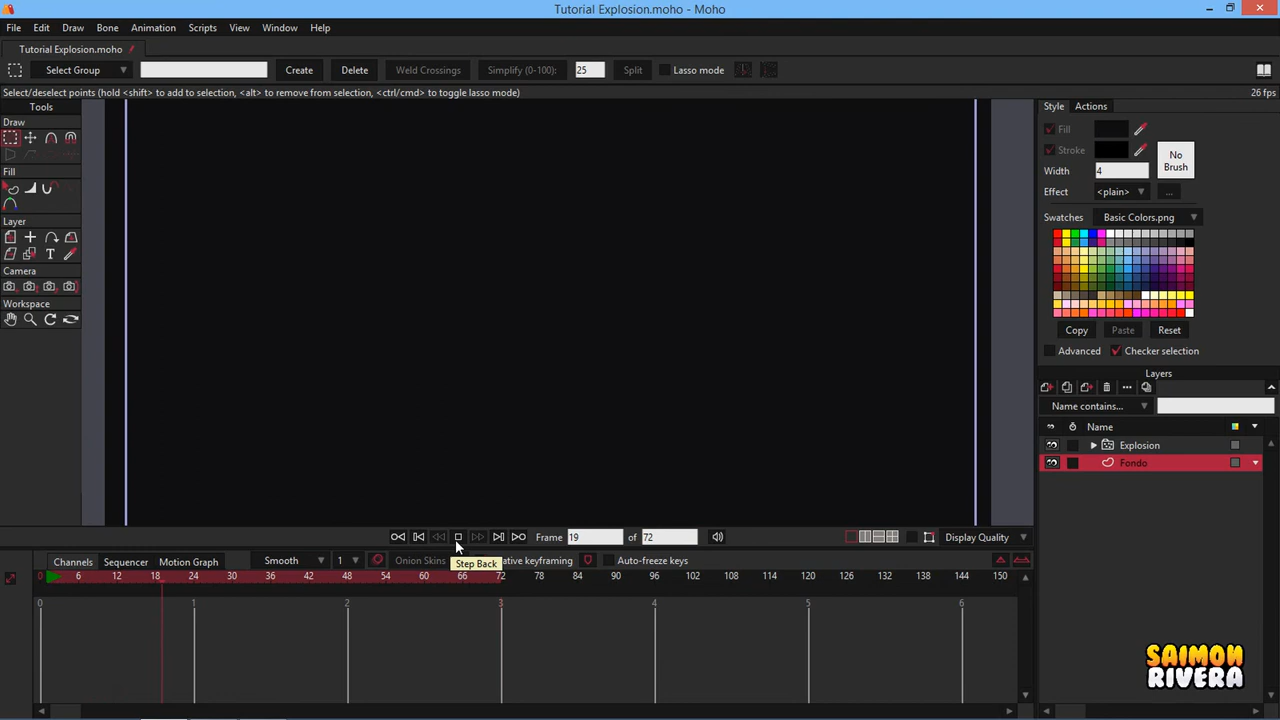 Tutorial Explosion.moho - Moho
File Edit Draw Bone Animation Scripts View Window Help
Tutorial Explosion.moho
Select Group Create Delete Weld Crossings Simplify (0-100): 25 Split Lasso mode
Select/deselect points (hold <shift> to add to selection, <alt> to remove from selection, <ctrl/cmd> to toggle lasso mode) 26 fps
Tools
Draw
Fill
Layer
Camera
Workspace
Style Actions
Fill
Stroke
No Brush
Width 4
Effect <plain> ...
Swatches Basic Colors.png
Copy Paste Reset
Advanced Checker selection
Layers
Name contains...
Name
Explosion
Fondo
Frame 19 of 72 Display Quality
Step Back
Channels Sequencer Motion Graph Smooth 1 Onion Skins ative keyframing Auto-freeze keys
0 6 12 18 24 30 36 42 48 54 60 66 72 78 84 90 96 102 108 114 120 126 132 138 144 150
0 1 2 3 4 5 6
SAIMON
RIVERA